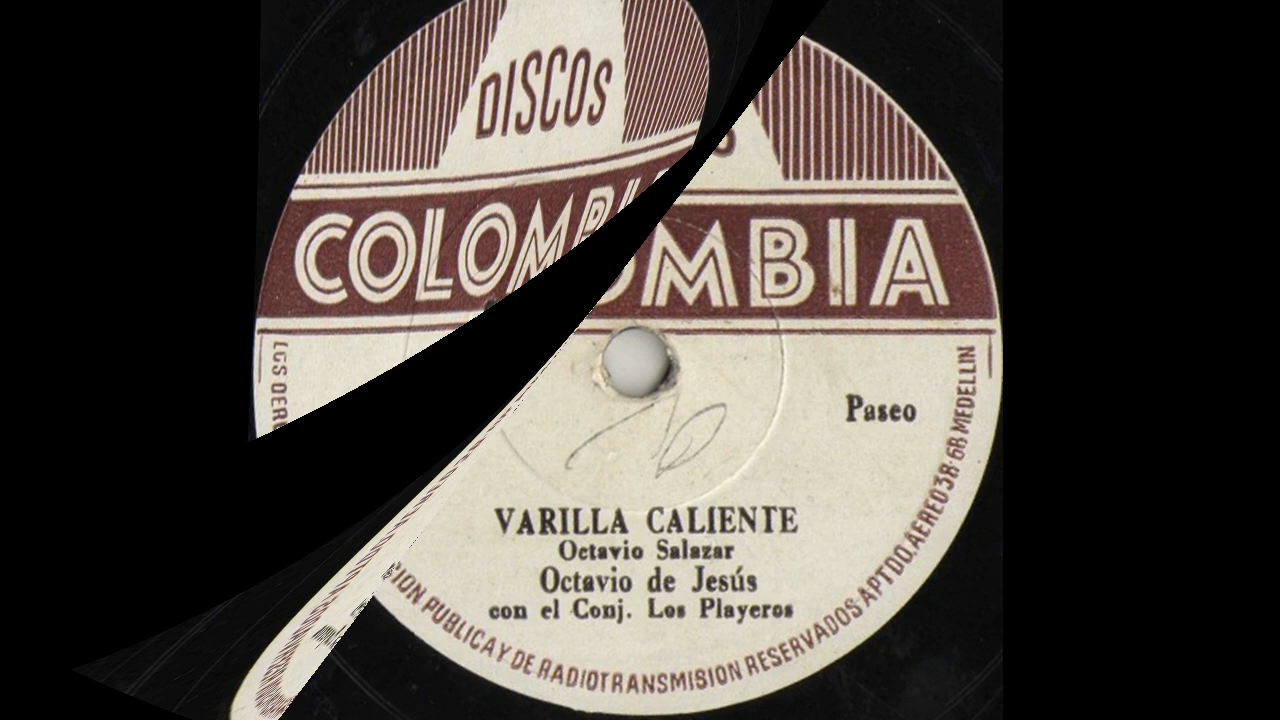 DISCOS
COLOMBIA
Paseo
VARILLA CALIENTE
Octavio Salazar
Octavio de Jesús
con el Conj. Los Playeros
PUBLICA Y DE RADIOTRANSMISION RESERVADOS APTDO. AEREO 38-68 MEDELLIN